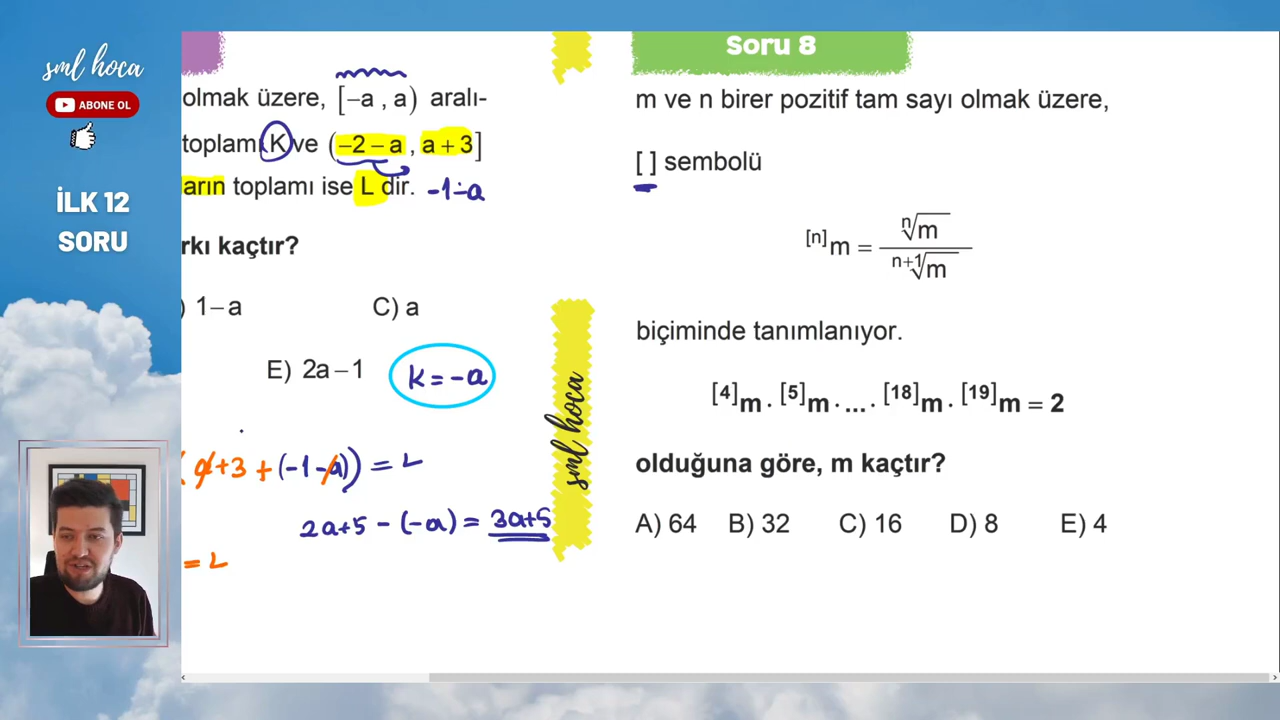 sml hoca
ABONE OL
İLK 12
SORU
olmak üzere, [−a , a) aralı-
toplamı K ve (−2 − a , a + 3]
arın toplamı ise L dir. -1-a
rkı kaçtır?
) 1 − a C) a
E) 2a − 1 K = -a
(a+3 + (-1-a)) = L
2a+5 - (-a) = 3a+5
= L
sml hoca
Soru 8
m ve n birer pozitif tam sayı olmak üzere,
[ ] sembolü
[n]m = ⁿ√m / ⁿ⁺¹√m
biçiminde tanımlanıyor.
[4]m . [5]m . ... . [18]m . [19]m = 2
olduğuna göre, m kaçtır?
A) 64 B) 32 C) 16 D) 8 E) 4